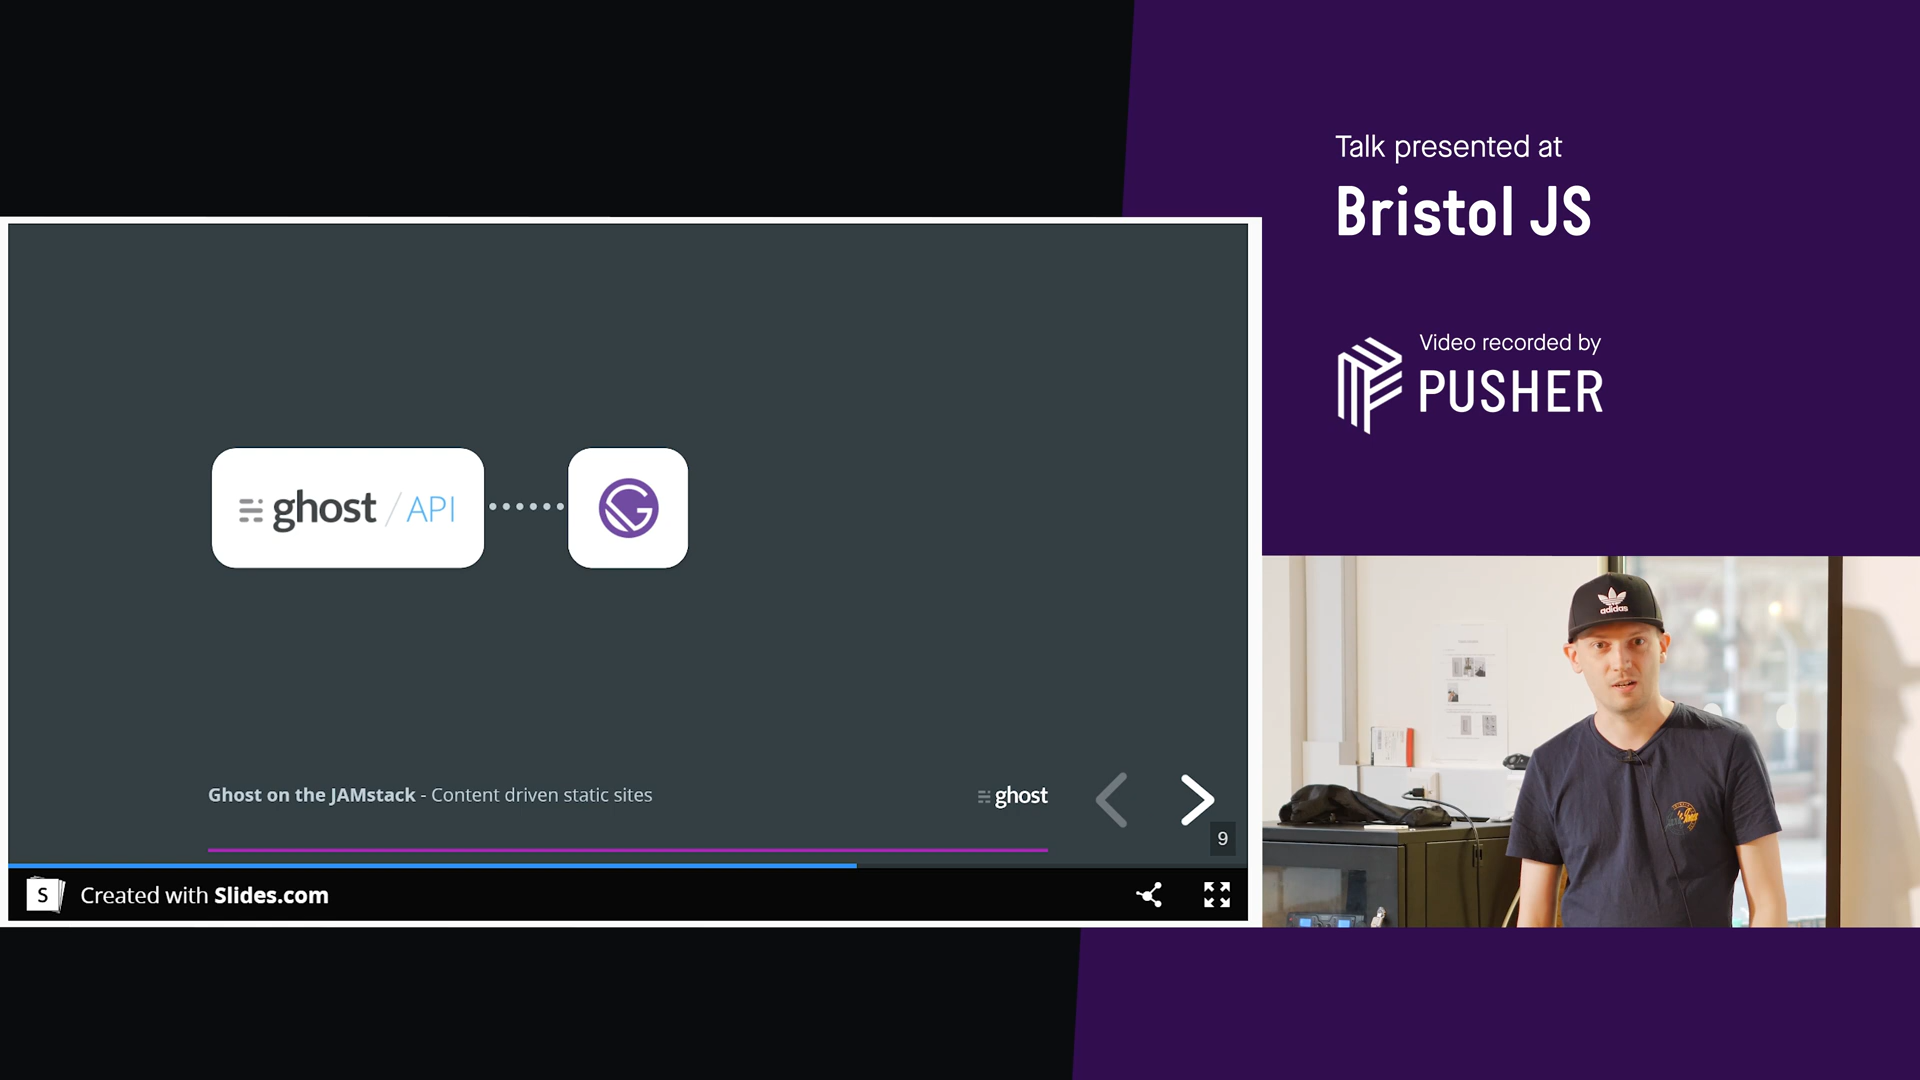 Talk presented at
Bristol JS
Video recorded by
PUSHER
ghost / API
Ghost on the JAMstack - Content driven static sites
ghost
9
S Created with Slides.com
adidas